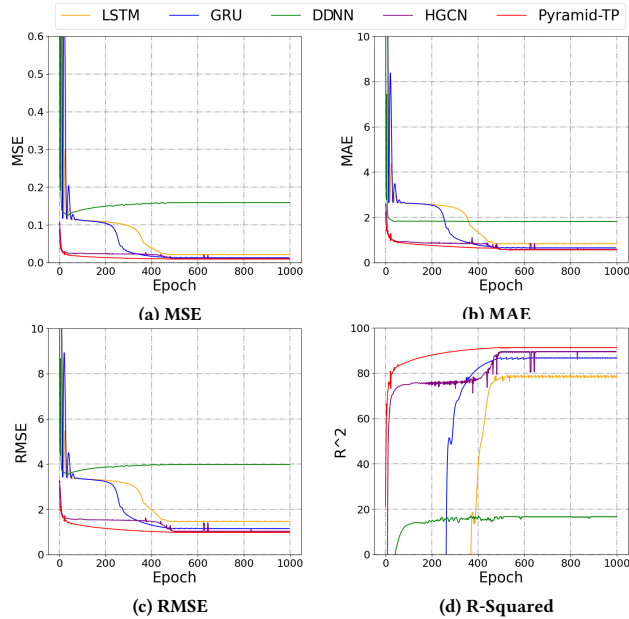 LSTM GRU DDNN HGCN Pyramid-TP
0.6
0.5
0.4
0.3
0.2
0.1
0.0
MSE
0 200 400 600 800 1000
Epoch
(a) MSE
10
8
6
4
2
0
MAE
0 200 400 600 800 1000
Epoch
(b) MAE
10
8
6
4
2
0
RMSE
0 200 400 600 800 1000
Epoch
(c) RMSE
100
80
60
40
20
0
R^2
0 200 400 600 800 1000
Epoch
(d) R-Squared